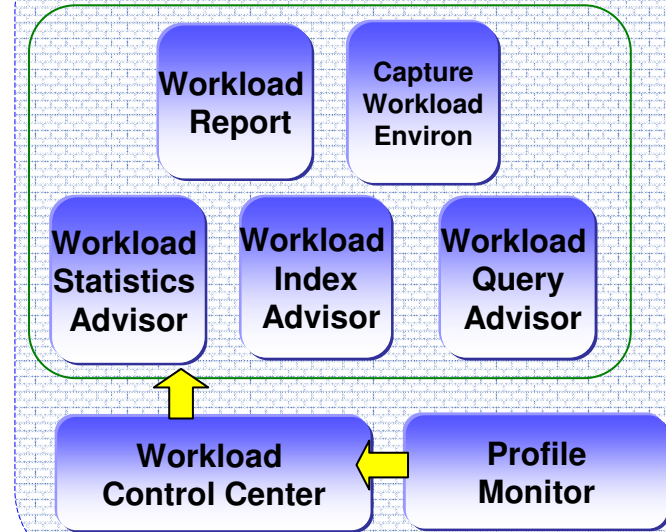 Workload
Report
Capture
Workload
Environ
Workload
Statistics
Advisor
Workload
Index
Advisor
Workload
Query
Advisor
Workload
Control Center
Profile
Monitor